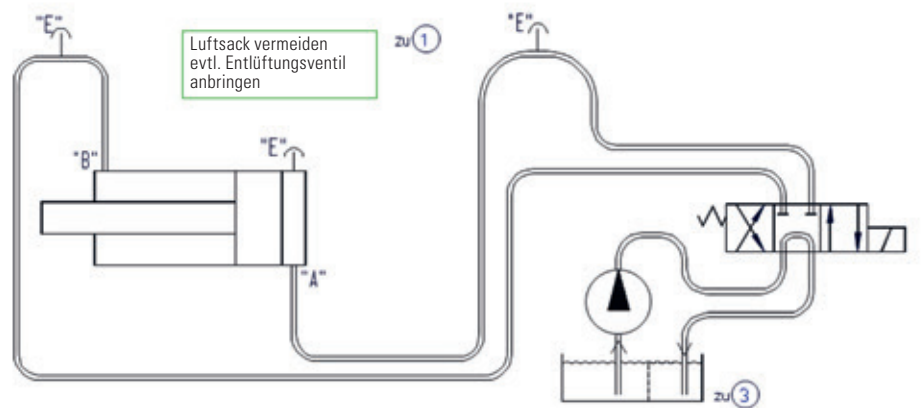 "E"
Luftsack vermeiden
evtl. Entlüftungsventil
anbringen
zu 1
"E"
"B"
"E"
"A"
zu 3